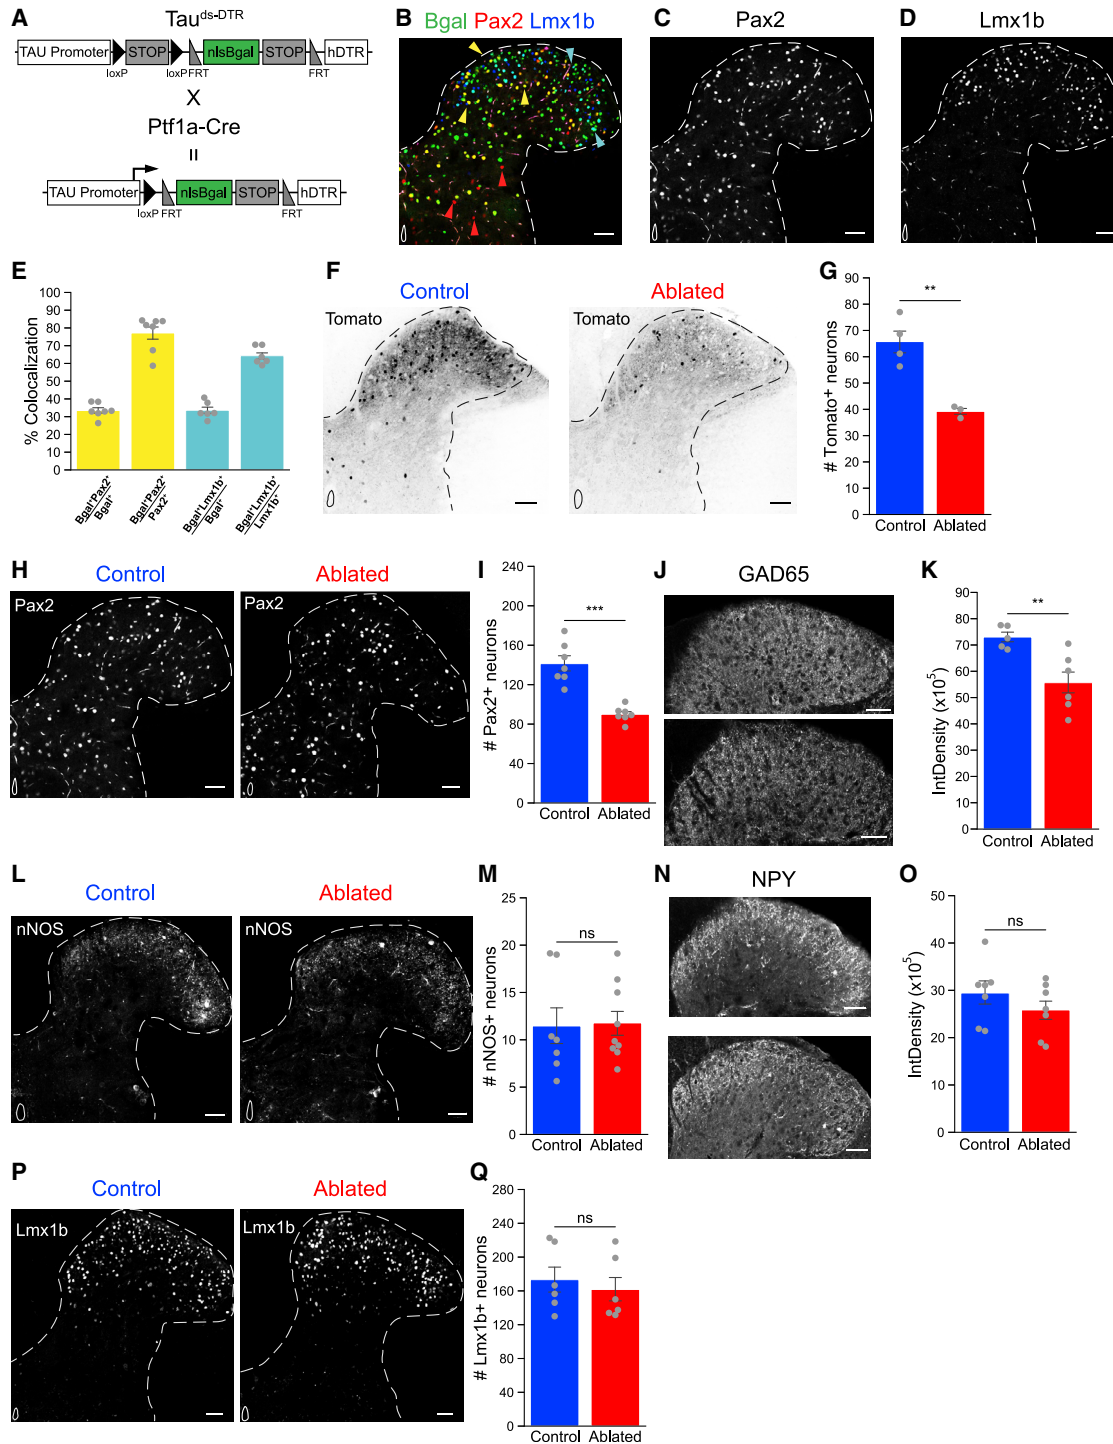 A
Tau^ds-DTR
TAU Promoter STOP nlsBgal STOP hDTR
loxP loxP FRT FRT
X
Ptf1a-Cre
=
TAU Promoter nlsBgal STOP hDTR
loxP FRT FRT
B
Bgal Pax2 Lmx1b
C
Pax2
D
Lmx1b
E
% Colocalization
100
90
80
70
60
50
40
30
20
10
0
Bgal⁺Pax2⁺
Bgal⁺
Bgal⁺Pax2⁺
Pax2⁺
Bgal⁺Lmx1b⁺
Bgal⁺
Bgal⁺Lmx1b⁺
Lmx1b⁺
F
Control Ablated
Tomato Tomato
G
# Tomato⁺ neurons
90
80
70
60
50
40
30
20
10
0
**
Control Ablated
H
Control Ablated
Pax2 Pax2
I
# Pax2+ neurons
240
200
160
120
80
40
0
***
Control Ablated
J
GAD65
K
IntDensity (x10⁵)
90
80
70
60
50
40
30
20
10
0
**
Control Ablated
L
Control Ablated
nNOS nNOS
M
# nNOS+ neurons
25
20
15
10
5
0
ns
Control Ablated
N
NPY
O
IntDensity (x10⁵)
50
40
30
20
10
0
ns
Control Ablated
P
Control Ablated
Lmx1b Lmx1b
Q
# Lmx1b+ neurons
280
240
200
160
120
80
40
0
ns
Control Ablated